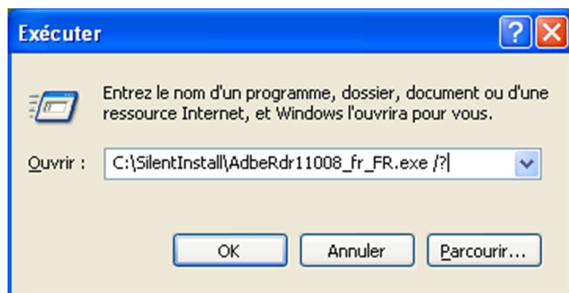 Exécuter
Entrez le nom d'un programme, dossier, document ou d'une
ressource Internet, et Windows l'ouvrira pour vous.
Ouvrir : C:\SilentInstall\AdbeRdr11008_fr_FR.exe /?
OK Annuler Parcourir...